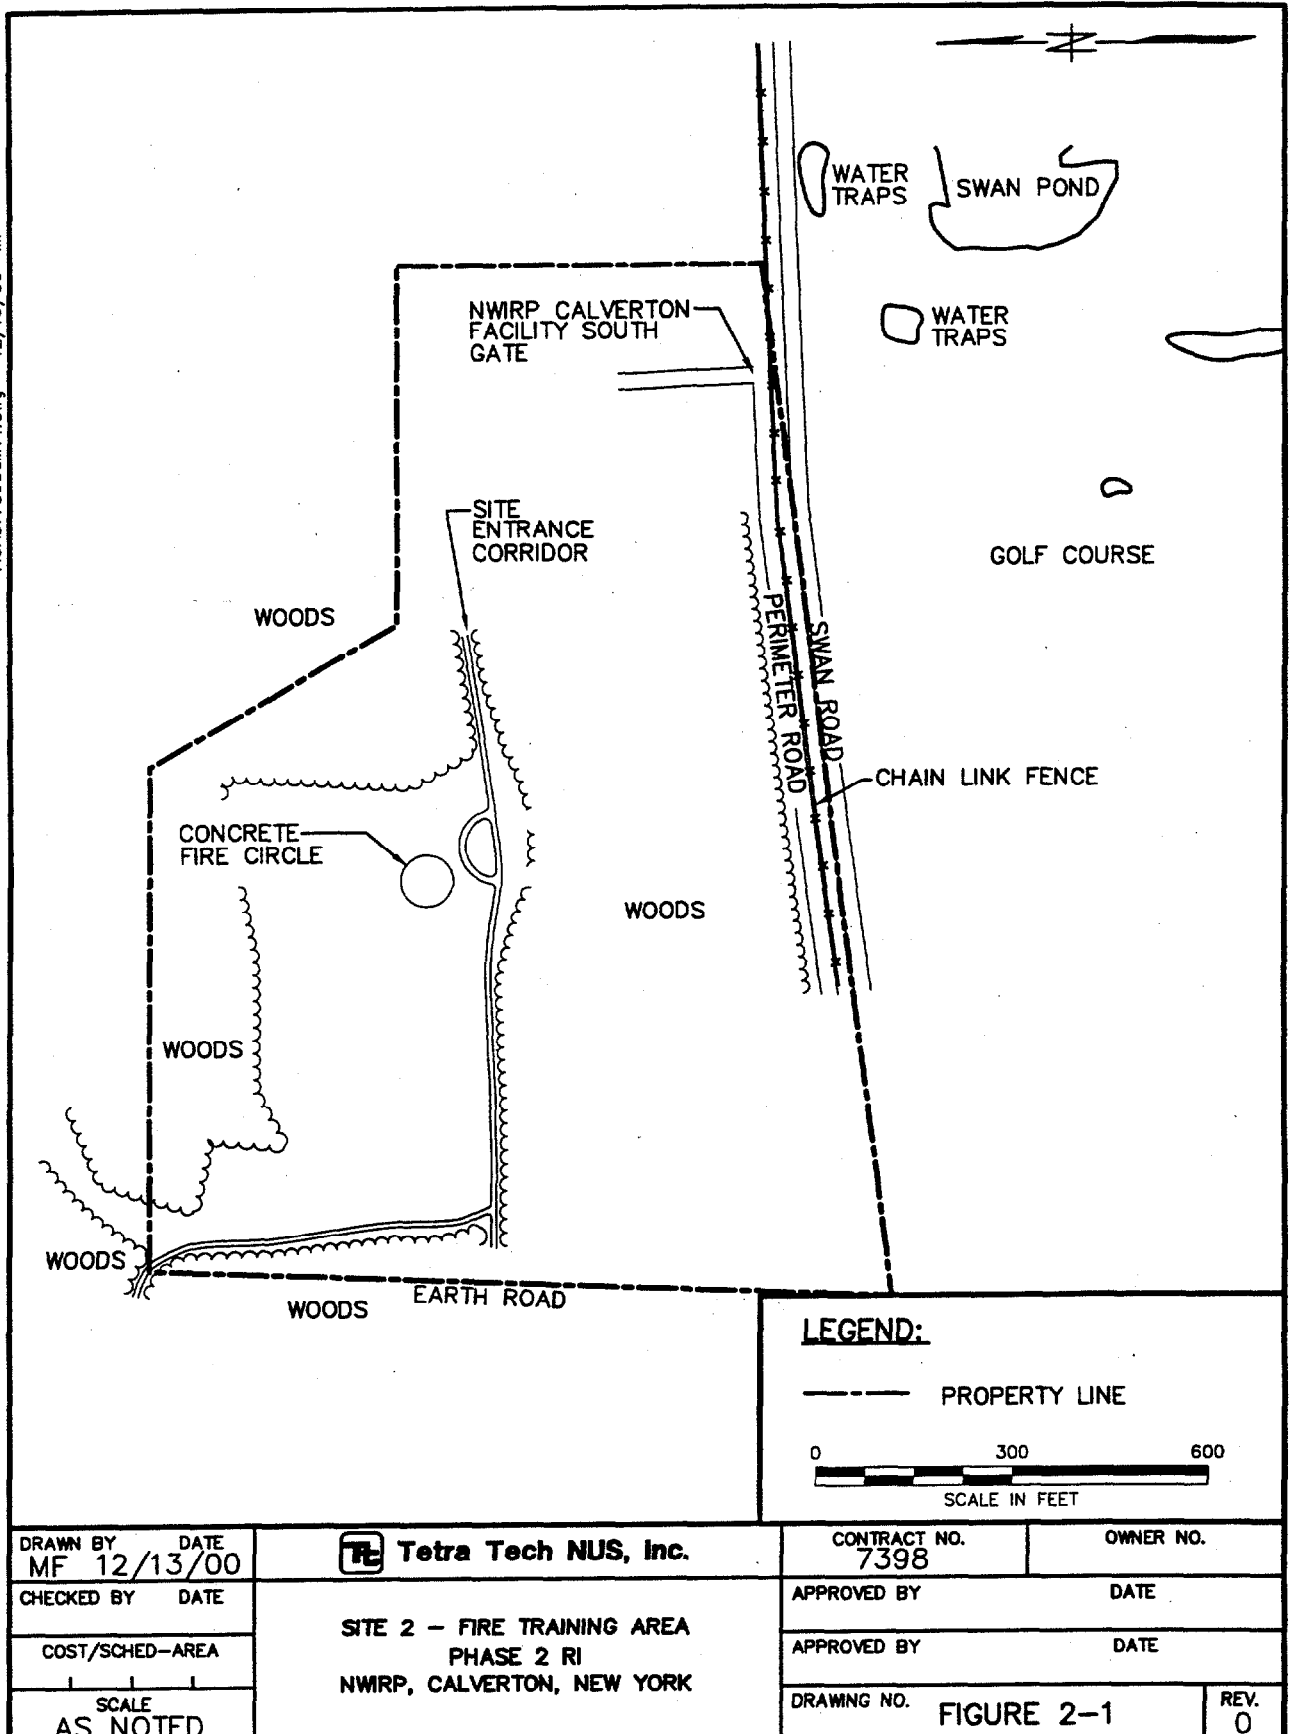 WATER
TRAPS
SWAN POND
NWIRP CALVERTON
FACILITY SOUTH
GATE
WATER
TRAPS
SITE
ENTRANCE
CORRIDOR
GOLF COURSE
WOODS
PERIMETER ROAD
SWAN ROAD
CHAIN LINK FENCE
CONCRETE
FIRE CIRCLE
WOODS
WOODS
WOODS
WOODS
EARTH ROAD
LEGEND:
PROPERTY LINE
0 300 600
SCALE IN FEET
DRAWN BY DATE
MF 12/13/00
CHECKED BY DATE
COST/SCHED-AREA
SCALE
AS NOTED
Tetra Tech NUS, Inc.
SITE 2 - FIRE TRAINING AREA
PHASE 2 RI
NWIRP, CALVERTON, NEW YORK
CONTRACT NO.
7398
OWNER NO.
APPROVED BY DATE
APPROVED BY DATE
DRAWING NO. FIGURE 2-1
REV.
0